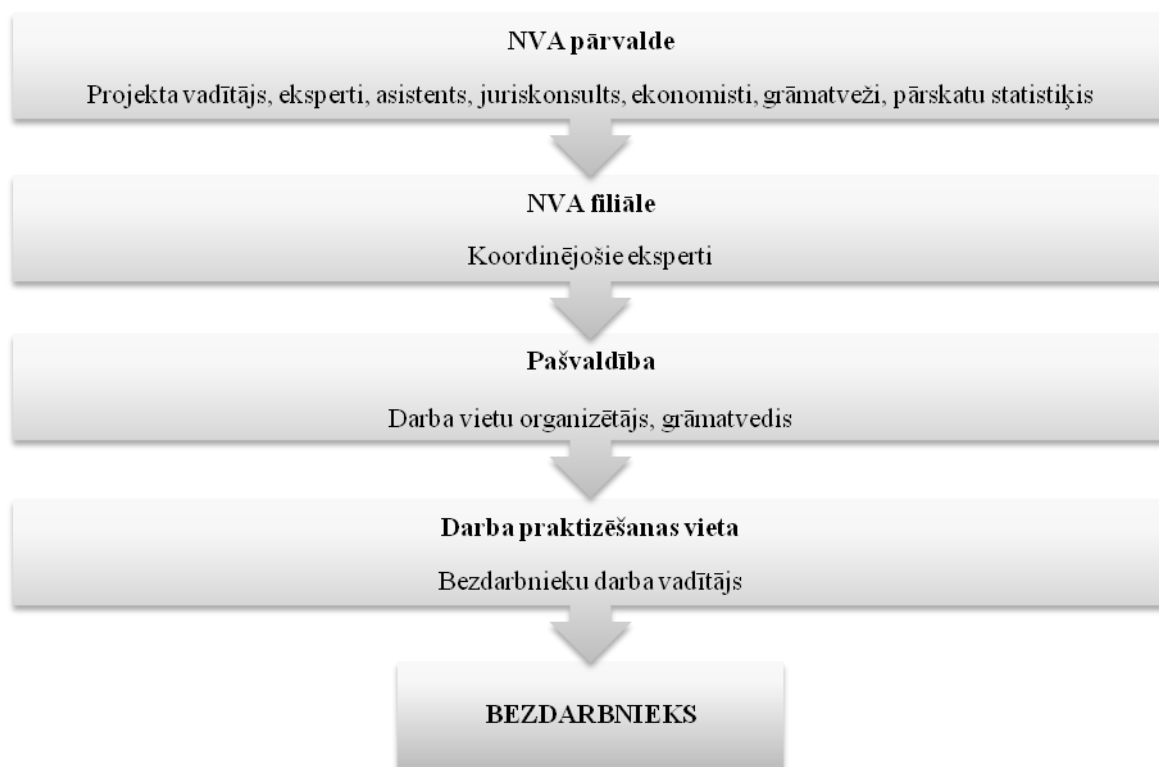 NVA pārvalde
Projekta vadītājs, eksperti, asistents, juriskonsults, ekonomisti, grāmatveži, pārskatu statistiķis
NVA filiāle
Koordinējošie eksperti
Pašvaldība
Darba vietu organizētājs, grāmatvedis
Darba praktizēšanas vieta
Bezdarbnieku darba vadītājs
BEZDARBNIEKS